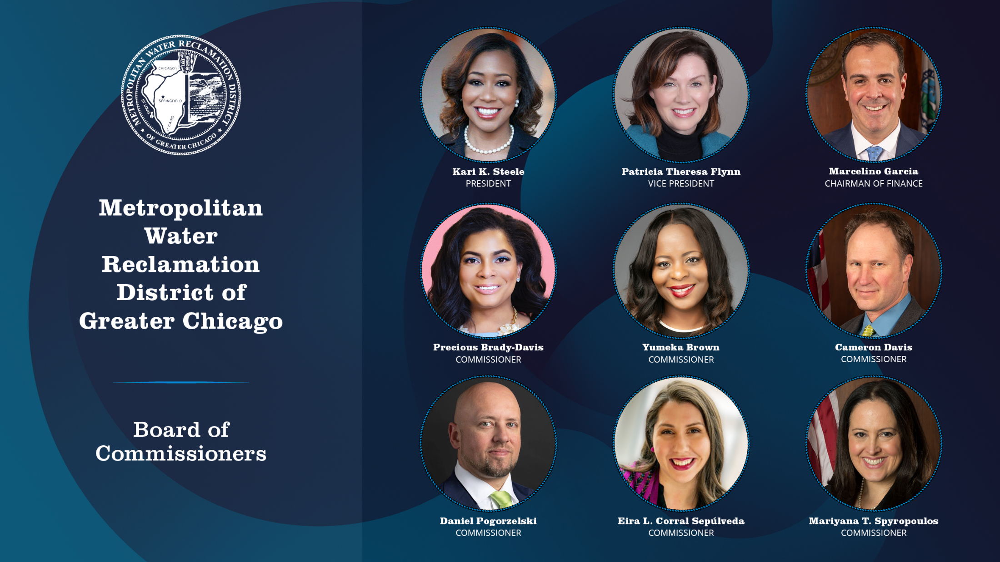 METROPOLITAN WATER RECLAMATION DISTRICT
OF GREATER CHICAGO
LAKE MICHIGAN
CHICAGO
SPRINGFIELD
ST. LOUIS
CAIRO
Metropolitan
Water
Reclamation
District of
Greater Chicago
Board of
Commissioners
Kari K. Steele
PRESIDENT
Patricia Theresa Flynn
VICE PRESIDENT
Marcelino Garcia
CHAIRMAN OF FINANCE
Precious Brady-Davis
COMMISSIONER
Yumeka Brown
COMMISSIONER
Cameron Davis
COMMISSIONER
Daniel Pogorzelski
COMMISSIONER
Eira L. Corral Sepúlveda
COMMISSIONER
Mariyana T. Spyropoulos
COMMISSIONER